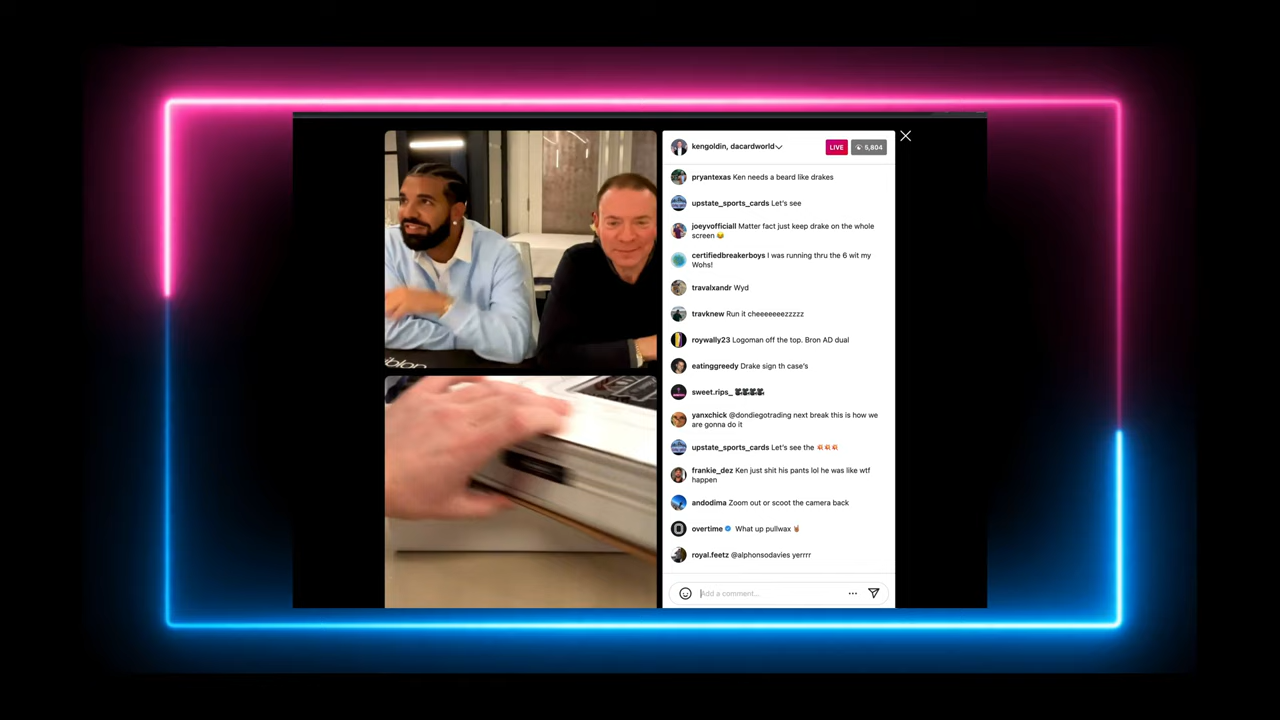 kengoldin, dacardworld
LIVE
5,804
pryantexas Ken needs a beard like drakes
upstate_sports_cards Let's see
joeyvofficiall Matter fact just keep drake on the whole
screen 😂
certifiedbreakerboys I was running thru the 6 wit my
Wohs!
travalxandr Wyd
travknew Run it cheeeeeeezzzzz
roywally23 Logoman off the top. Bron AD dual
eatinggreedy Drake sign th case's
sweet.rips_
yanxchick @dondiegotrading next break this is how we
are gonna do it
upstate_sports_cards Let's see the
frankie_dez Ken just shit his pants lol he was like wtf
happen
andodima Zoom out or scoot the camera back
overtime What up pullwax
royal.feetz @alphonsodavies yerrrr
Add a comment...